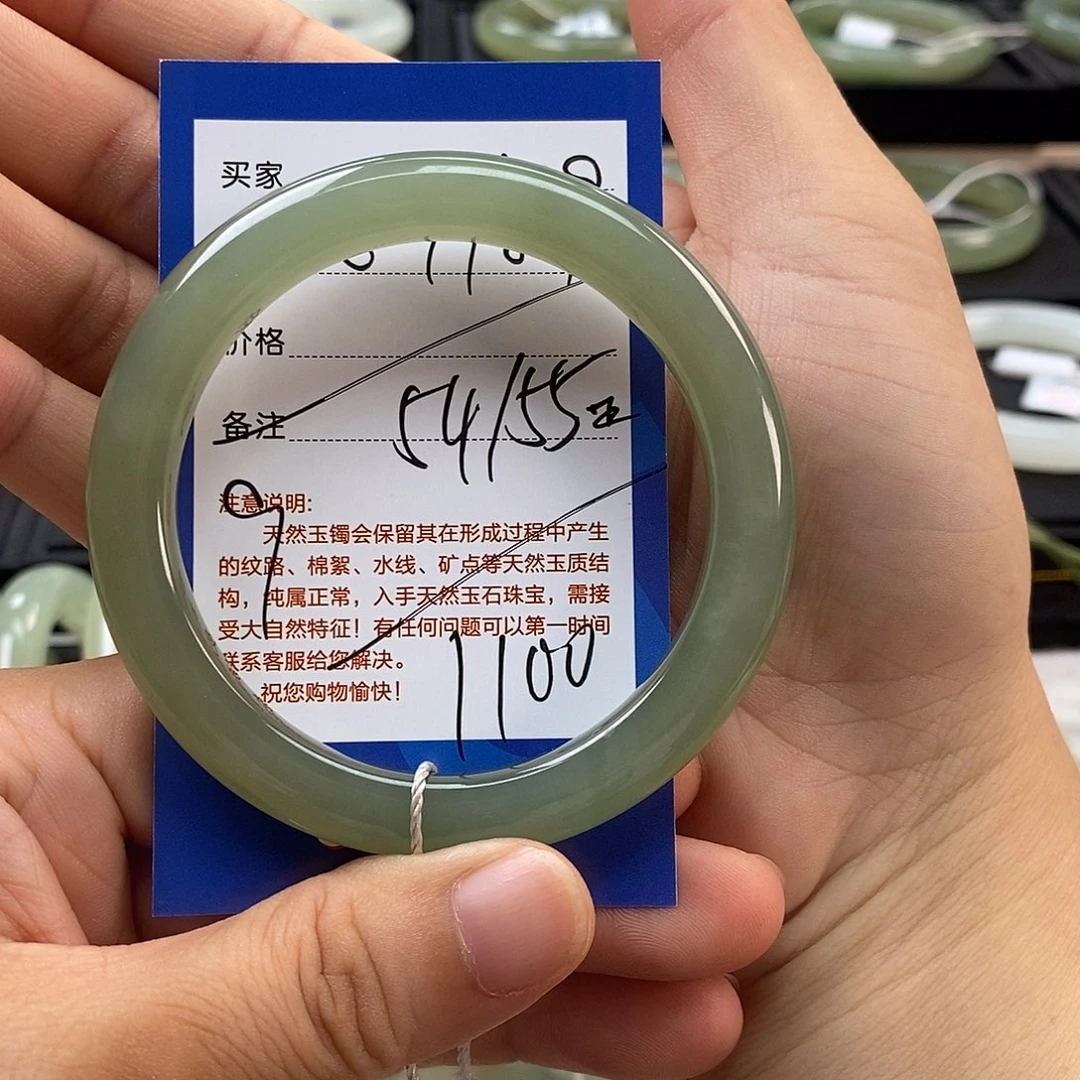 买家
价格
备注 54/55正
9
注意说明:
天然玉镯会保留其在形成过程中产生
的纹路、棉絮、水线、矿点等天然玉质结
构，纯属正常，入手天然玉石珠宝，需接
受大自然特征！有任何问题可以第一时间
联系客服给您解决。
祝您购物愉快！
1100